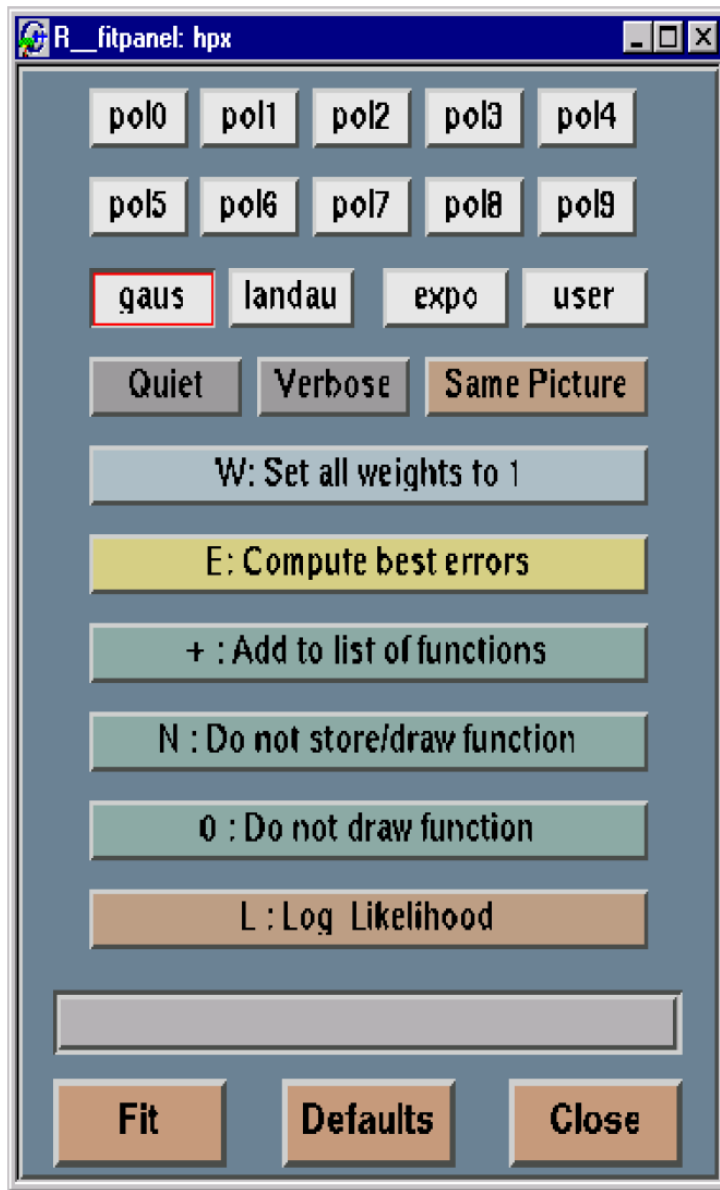 R__fitpanel: hpx
pol0 pol1 pol2 pol3 pol4
pol5 pol6 pol7 pol8 pol9
gaus landau expo user
Quiet Verbose Same Picture
W: Set all weights to 1
E: Compute best errors
+ : Add to list of functions
N : Do not store/draw function
0 : Do not draw function
L : Log Likelihood
Fit Defaults Close